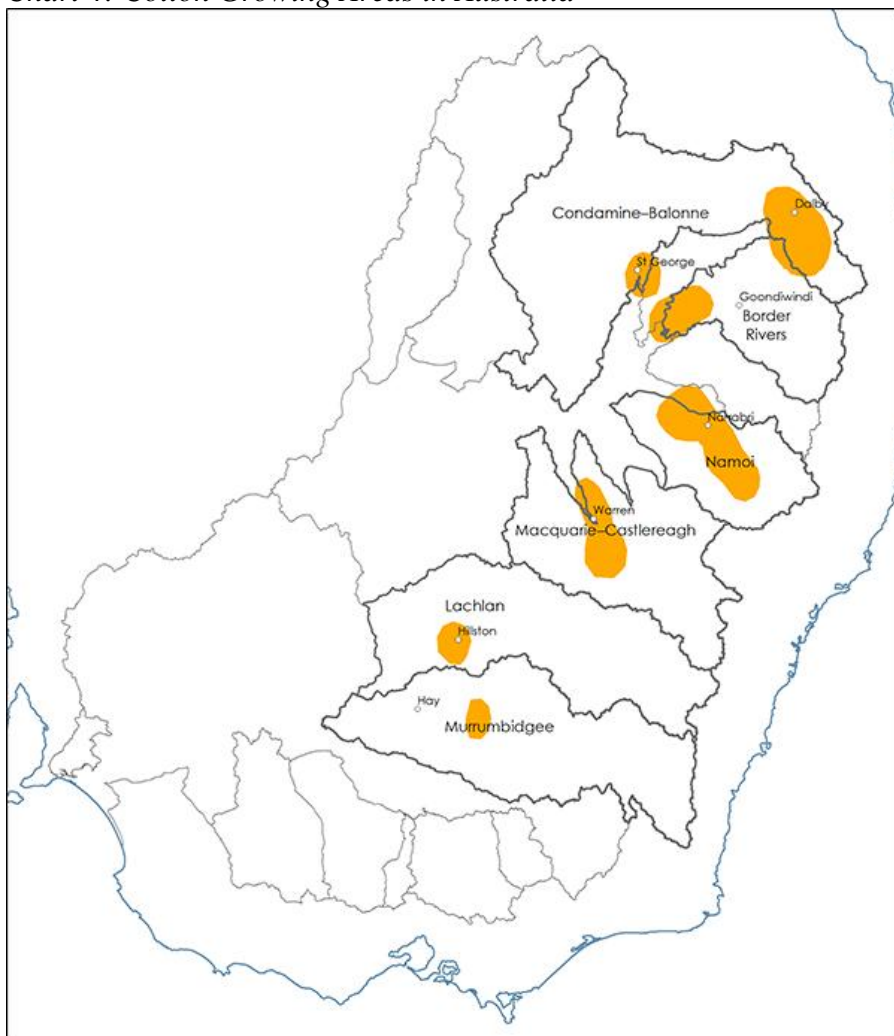 Chart 1: Cotton Growing Areas in Australia
Dalby
Condamine–Balonne
St George
Goondiwindi
Border
Rivers
Narrabri
Namoi
Warren
Macquarie–Castlereagh
Lachlan
Hillston
Hay
Murrumbidgee